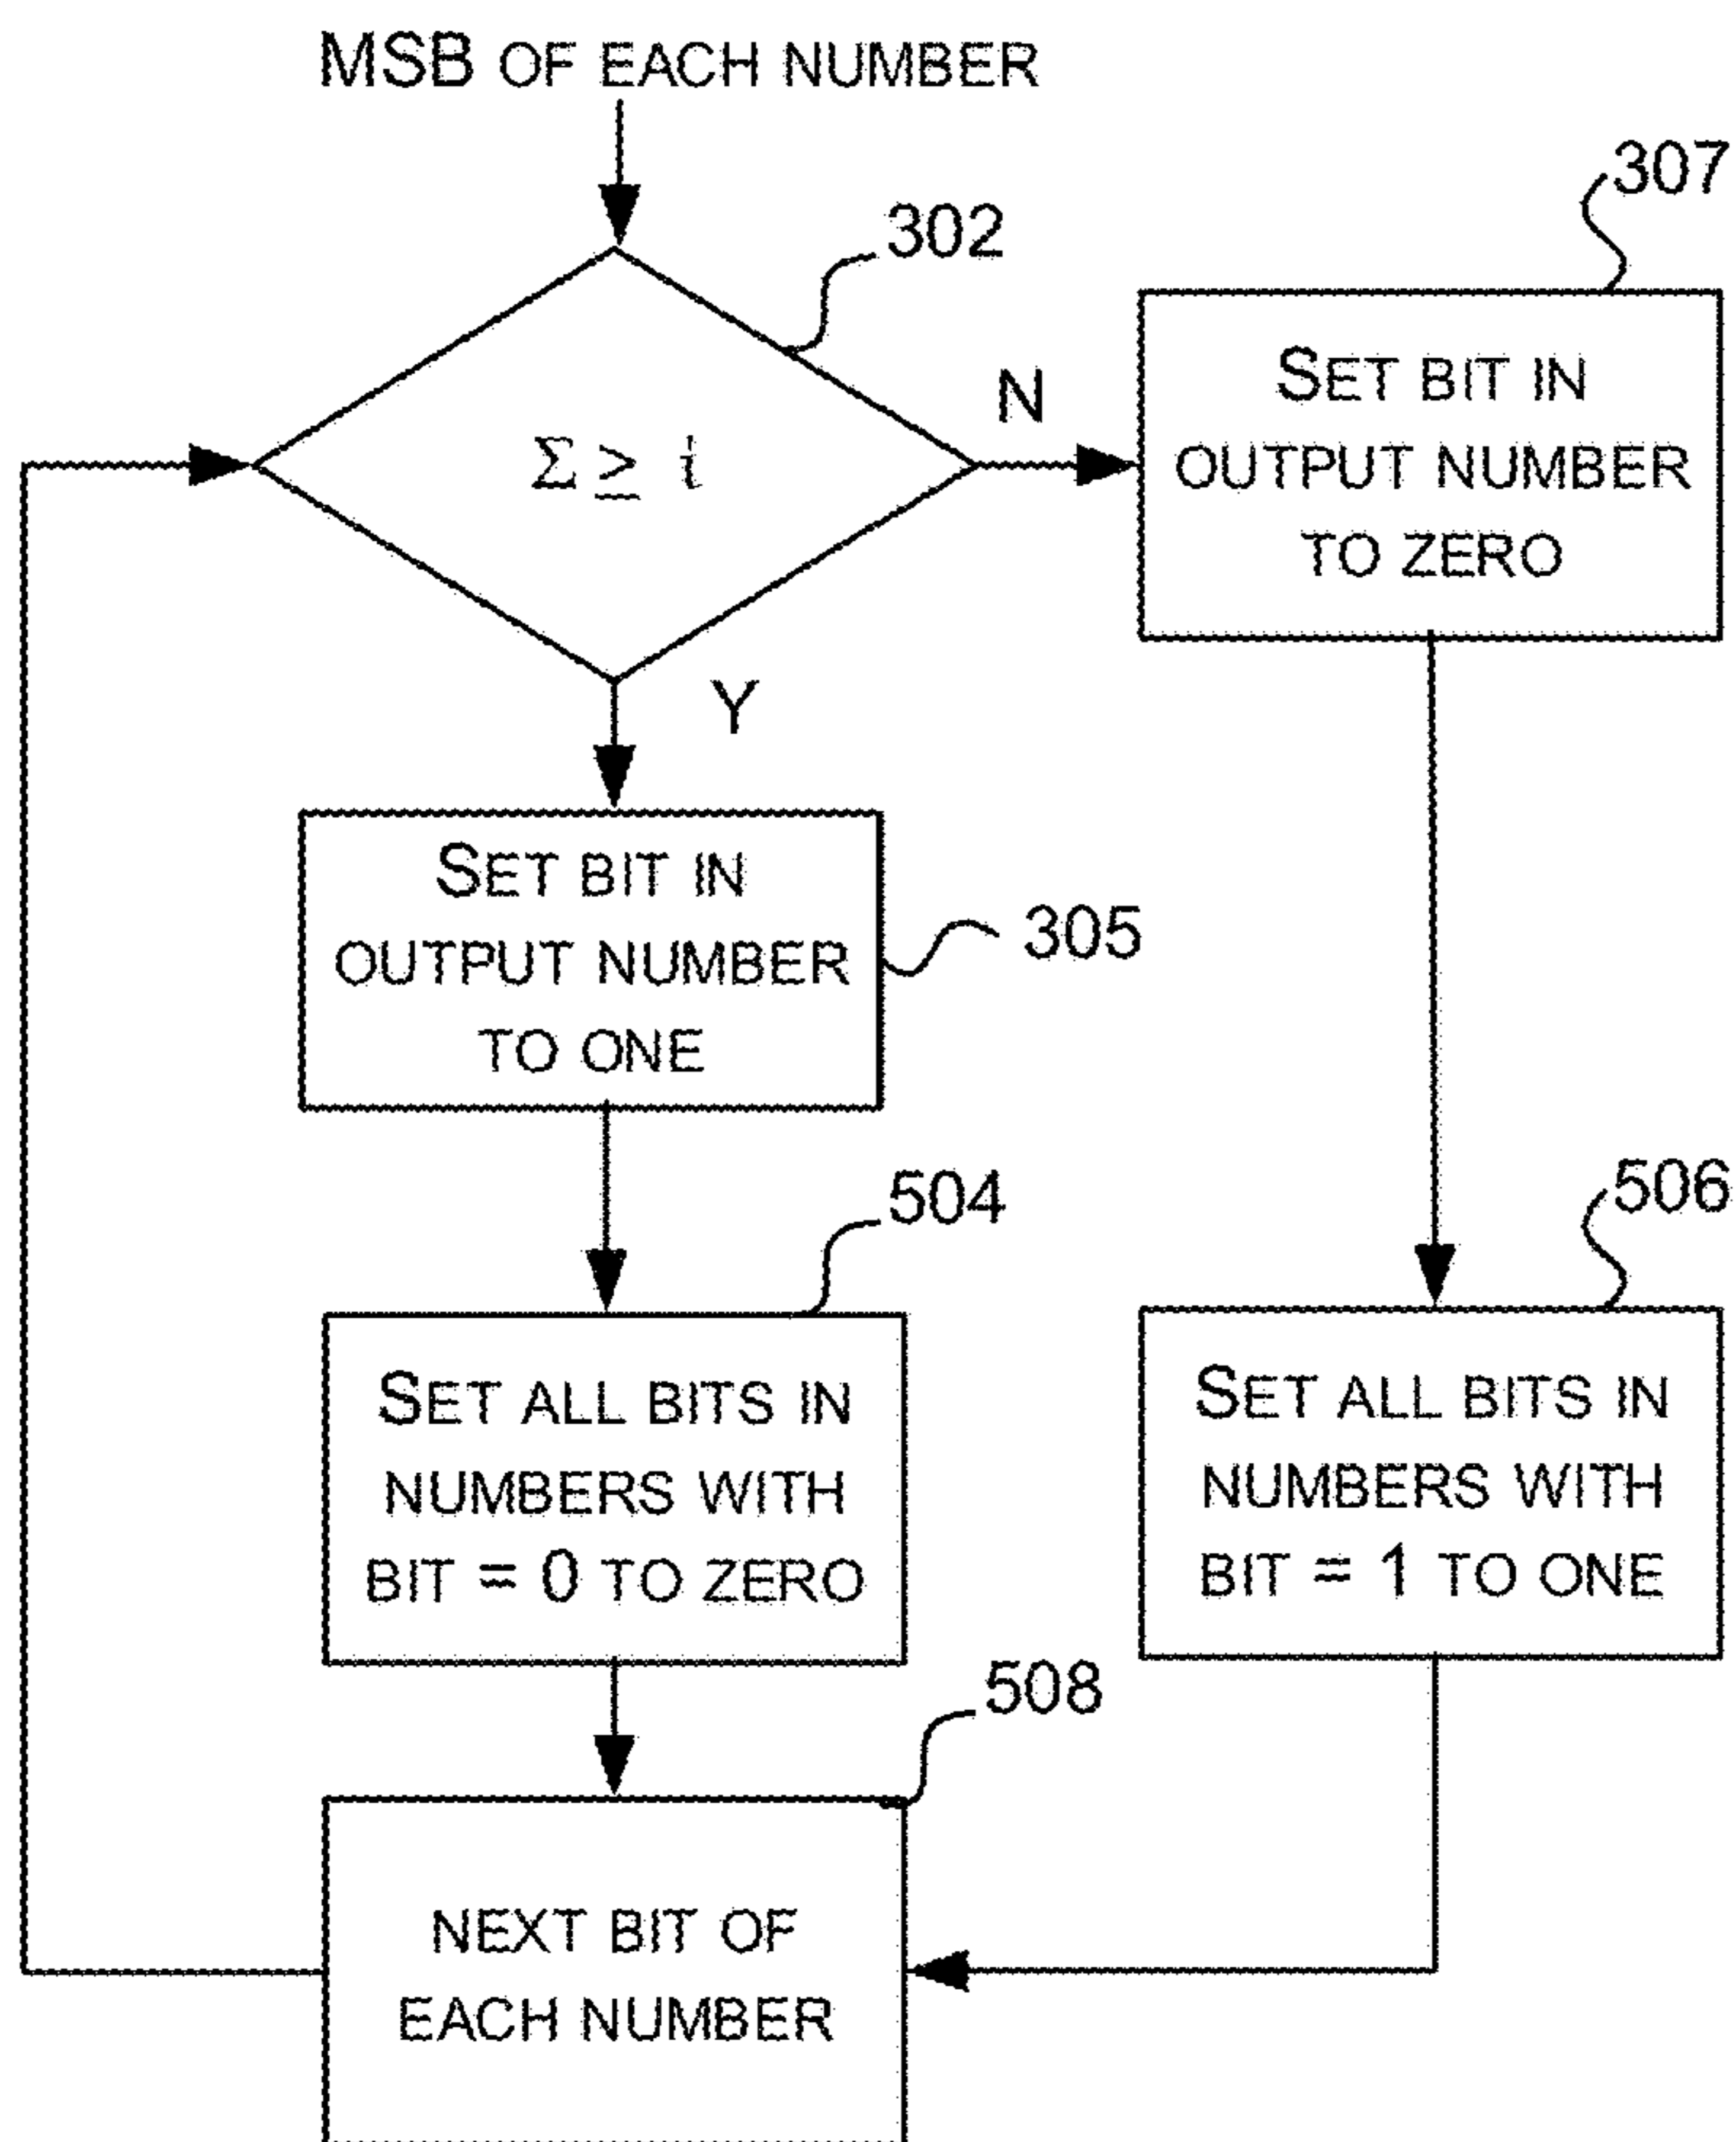 MSB OF EACH NUMBER
302
307
Σ ≥ t
N
SET BIT IN
OUTPUT NUMBER
TO ZERO
Y
SET BIT IN
OUTPUT NUMBER
TO ONE
305
504
506
SET ALL BITS IN
NUMBERS WITH
BIT = 0 TO ZERO
SET ALL BITS IN
NUMBERS WITH
BIT = 1 TO ONE
508
NEXT BIT OF
EACH NUMBER